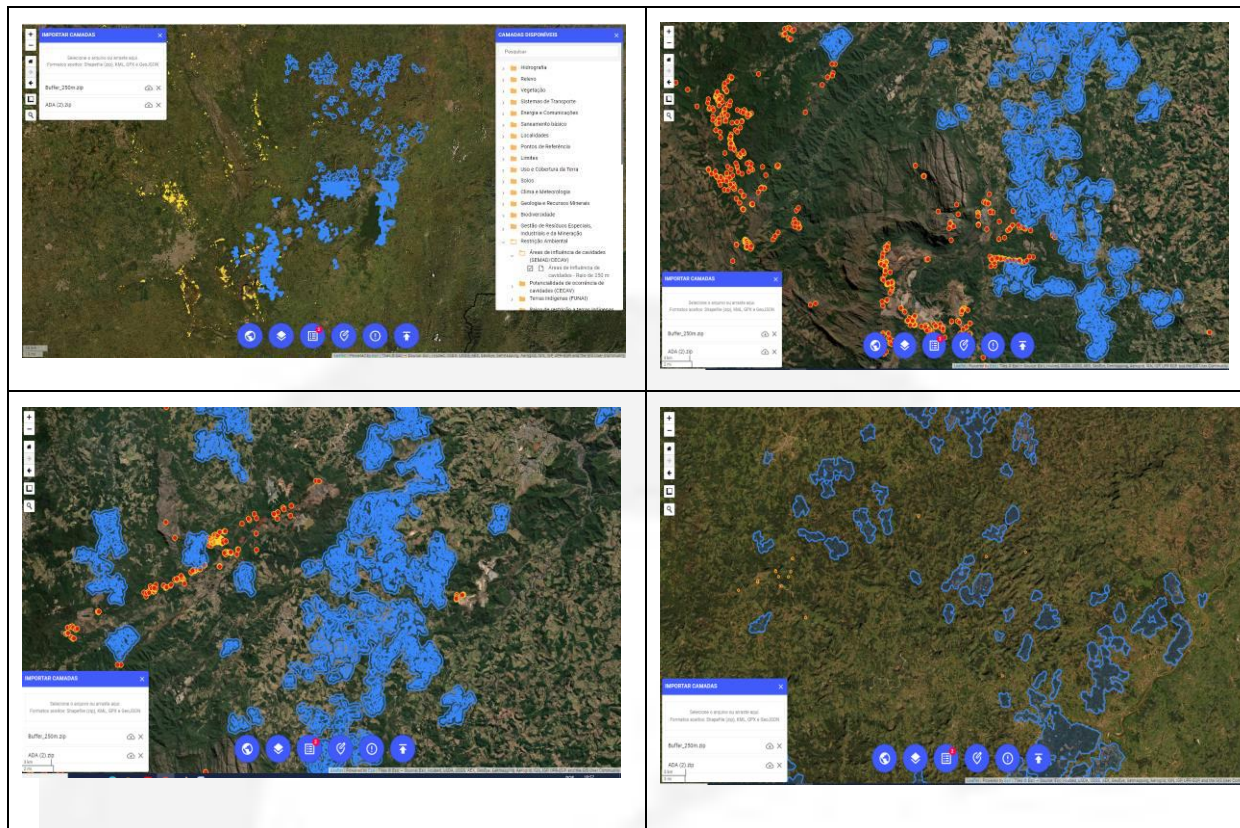 IMPORTAR CAMADAS
Selecione o arquivo ou arraste aqui.
Formatos aceitos: Shapefile (zip), KML, GPX e GeoJSON
Buffer_250m.zip
ADA (2).zip
CAMADAS DISPONÍVEIS
Pesquisar
Hidrografia
Relevo
Vegetação
Sistemas de Transporte
Energia e Comunicações
Saneamento básico
Localidades
Pontos de Referência
Limites
Uso e Cobertura da Terra
Solos
Clima e Meteorologia
Geologia e Recursos Minerais
Biodiversidade
Gestão de Resíduos Especiais,
Industriais e da Mineração
Restrição Ambiental
Áreas de influência de cavidades
(SEMAD/CECAV)
Áreas de influência de
cavidades - Raio de 250 m
Potencialidade de ocorrência de
cavidades (CECAV)
Terras Indígenas (FUNAI)
IMPORTAR CAMADAS
Selecione o arquivo ou arraste aqui.
Formatos aceitos: Shapefile (zip), KML, GPX e GeoJSON
Buffer_250m.zip
ADA (2).zip
IMPORTAR CAMADAS
Selecione o arquivo ou arraste aqui.
Formatos aceitos: Shapefile (zip), KML, GPX e GeoJSON
Buffer_250m.zip
ADA (2).zip
IMPORTAR CAMADAS
Selecione o arquivo ou arraste aqui.
Formatos aceitos: Shapefile (zip), KML, GPX e GeoJSON
Buffer_250m.zip
ADA (2).zip